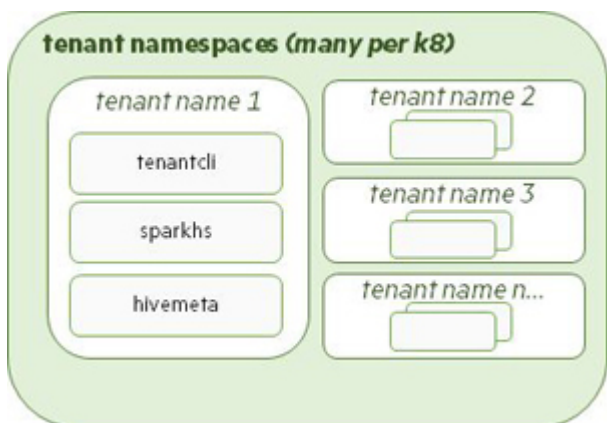 tenant namespaces (many per k8)
tenant name 1
tenantcli
sparkhs
hivemeta
tenant name 2
tenant name 3
tenant name n...